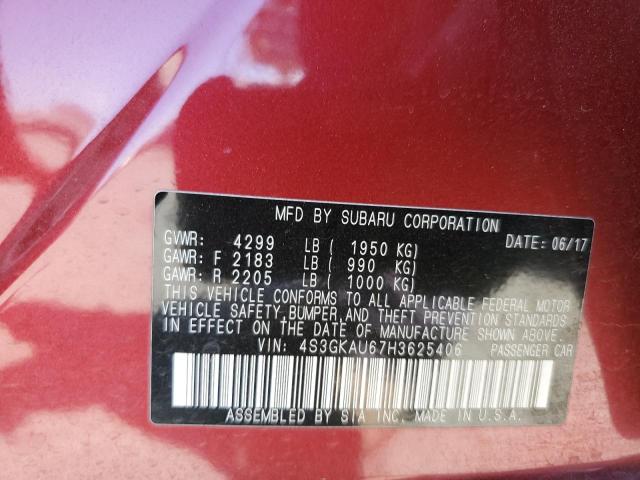 MFD BY SUBARU CORPORATION
GVWR: 4299 LB ( 1950 KG) DATE: 06/17
GAWR: F 2183 LB ( 990 KG)
GAWR: R 2205 LB ( 1000 KG)
THIS VEHICLE CONFORMS TO ALL APPLICABLE FEDERAL MOTOR
VEHICLE SAFETY, BUMPER, AND THEFT PREVENTION STANDARDS
IN EFFECT ON THE DATE OF MANUFACTURE SHOWN ABOVE.
VIN: 4S3GKAU67H3625406 PASSENGER CAR
ASSEMBLED BY SIA INC. MADE IN U.S.A.